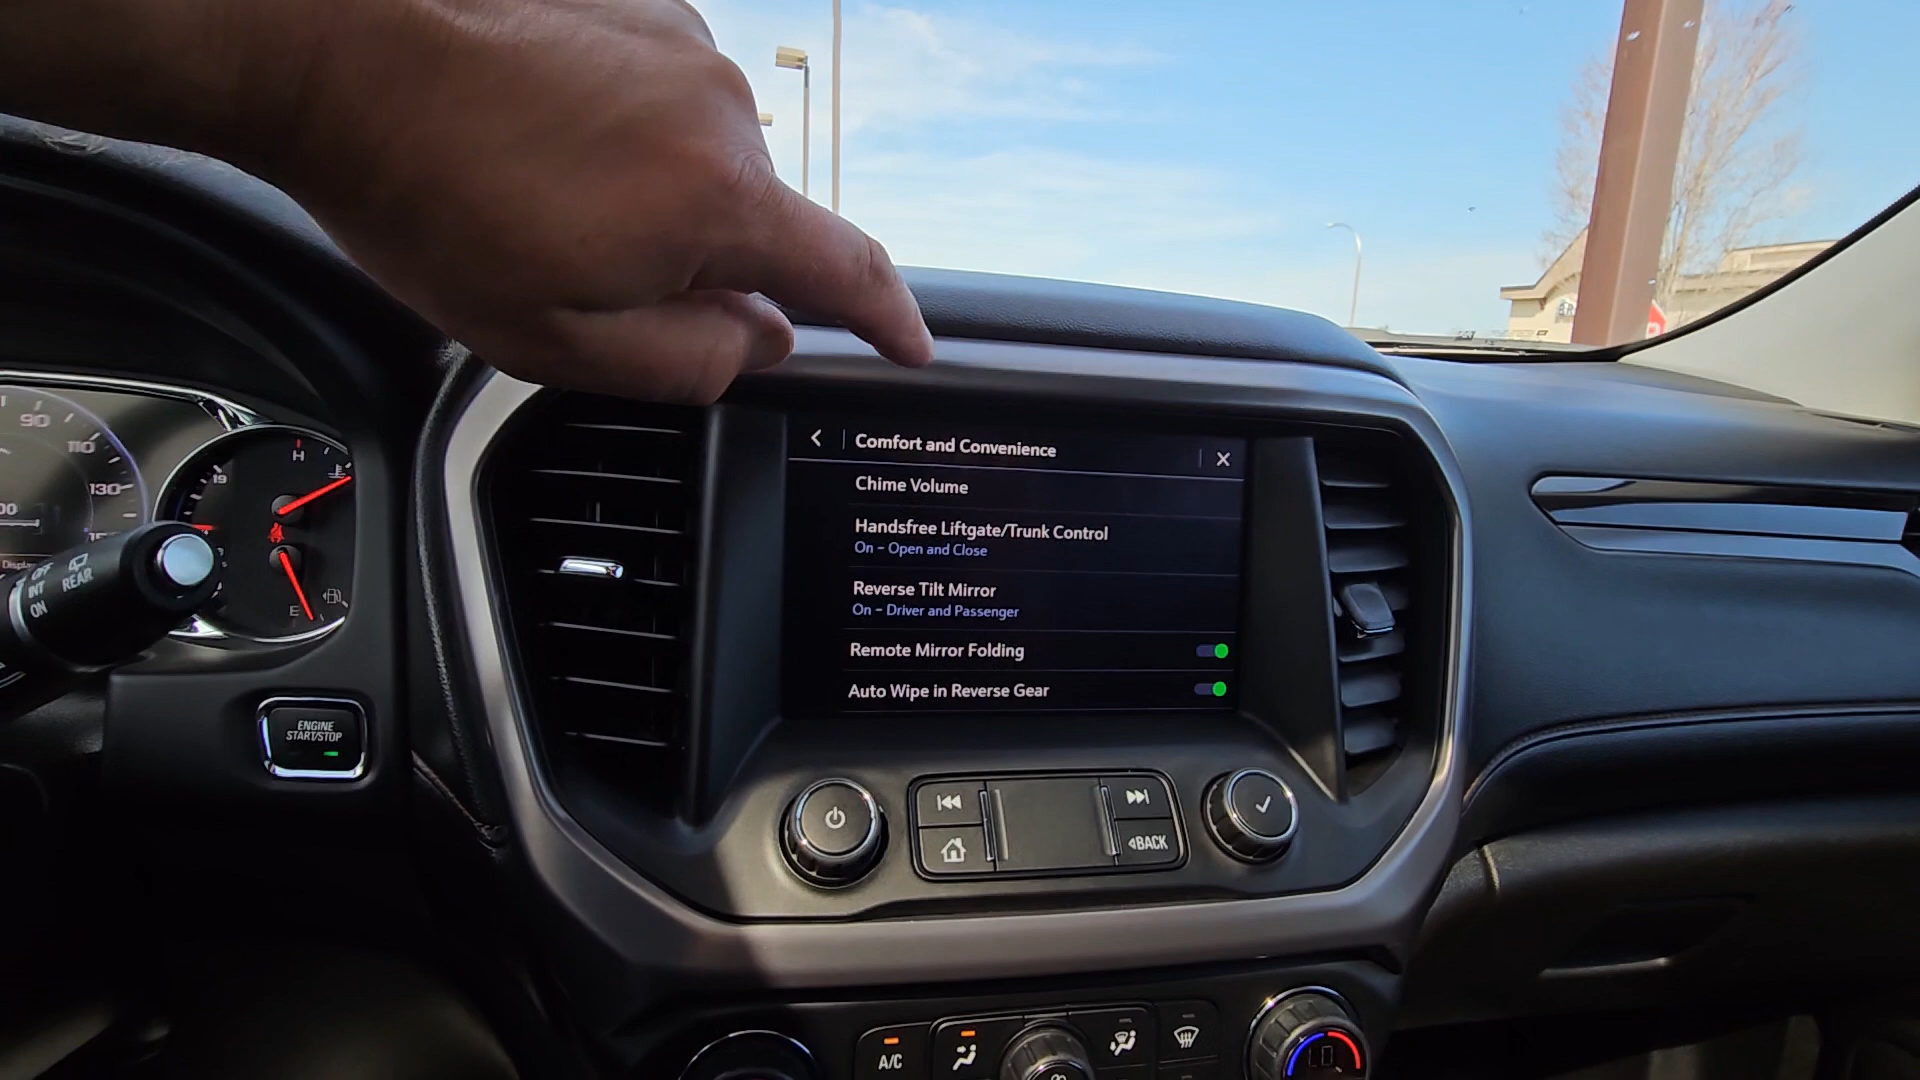 Comfort and Convenience
Chime Volume
Handsfree Liftgate/Trunk Control
On – Open and Close
Reverse Tilt Mirror
On – Driver and Passenger
Remote Mirror Folding
Auto Wipe in Reverse Gear
BACK
A/C
LO
90
110
130
H
19
E
OFF
INT
ON
REAR
ENGINE
START/STOP